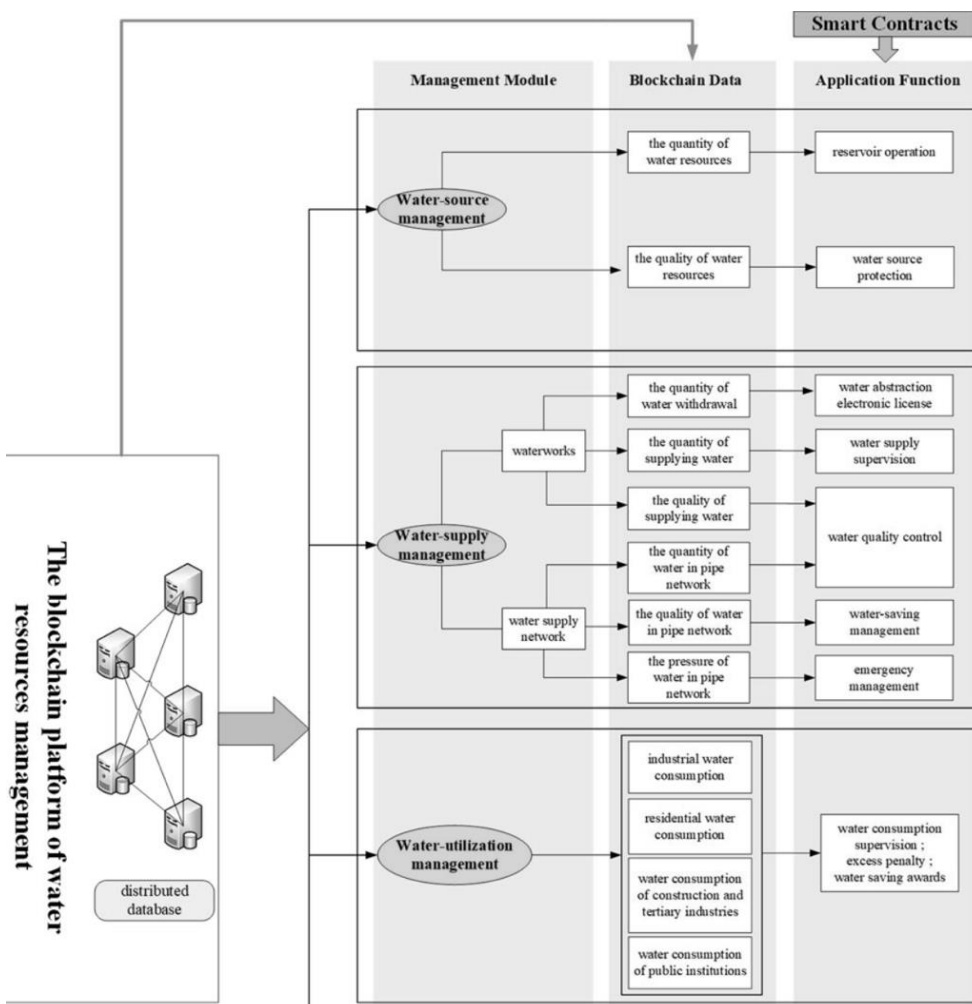 Smart Contracts
Management Module
Blockchain Data
Application Function
the quantity of
water resources
reservoir operation
Water-source
management
the quality of water
resources
water source
protection
the quantity of
water withdrawal
water abstraction
electronic license
waterworks
the quantity of
supplying water
water supply
supervision
the quality of
supplying water
water quality control
Water-supply
management
the quantity of
water in pipe
network
water supply
network
the quality of water
in pipe network
water-saving
management
the pressure of
water in pipe
network
emergency
management
The blockchain platform of water
resources management
distributed
database
Water-utilization
management
industrial water
consumption
residential water
consumption
water consumption
of construction and
tertiary industries
water consumption
of public institutions
water consumption
supervision ;
excess penalty ;
water saving awards